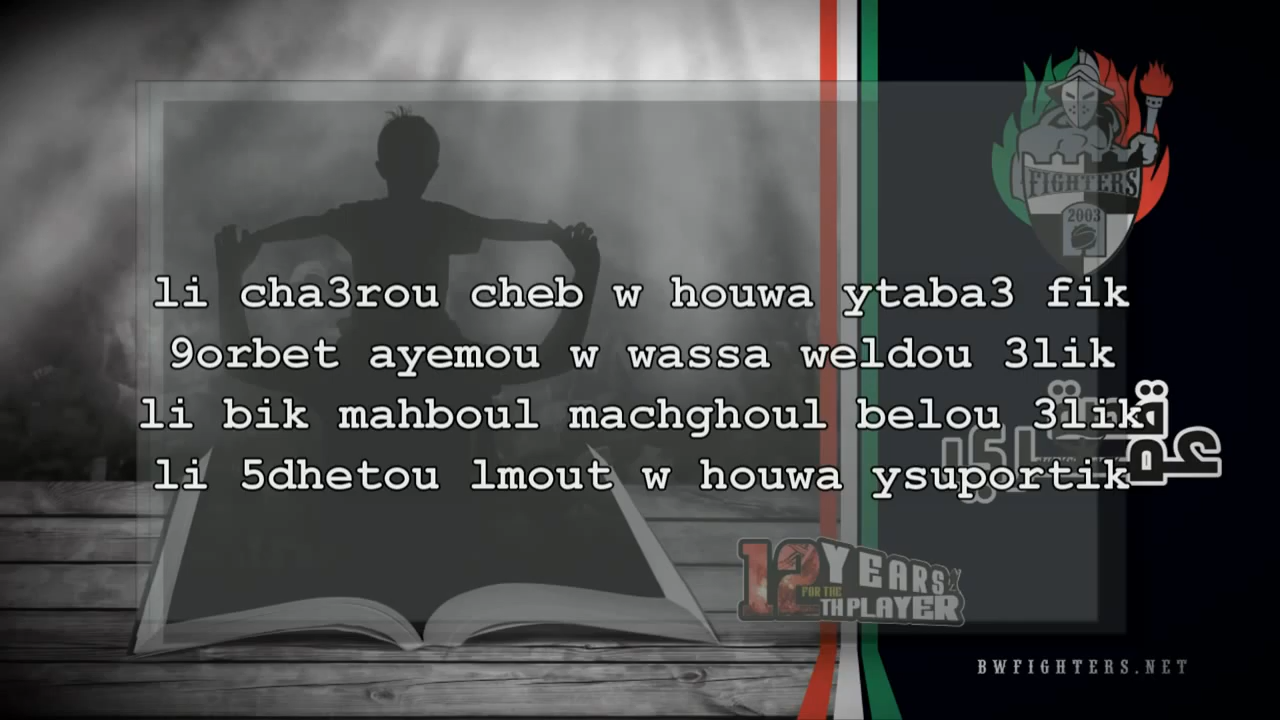 FIGHTERS
2003
li cha3rou cheb w houwa ytaba3 fik
9orbet ayemou w wassa weldou 3lik
li bik mahboul machghoul belou 3lik
li 5dhetou lmout w houwa ysuportik
12 YEARS
FOR THE
TH PLAYER
BWFIGHTERS.NET